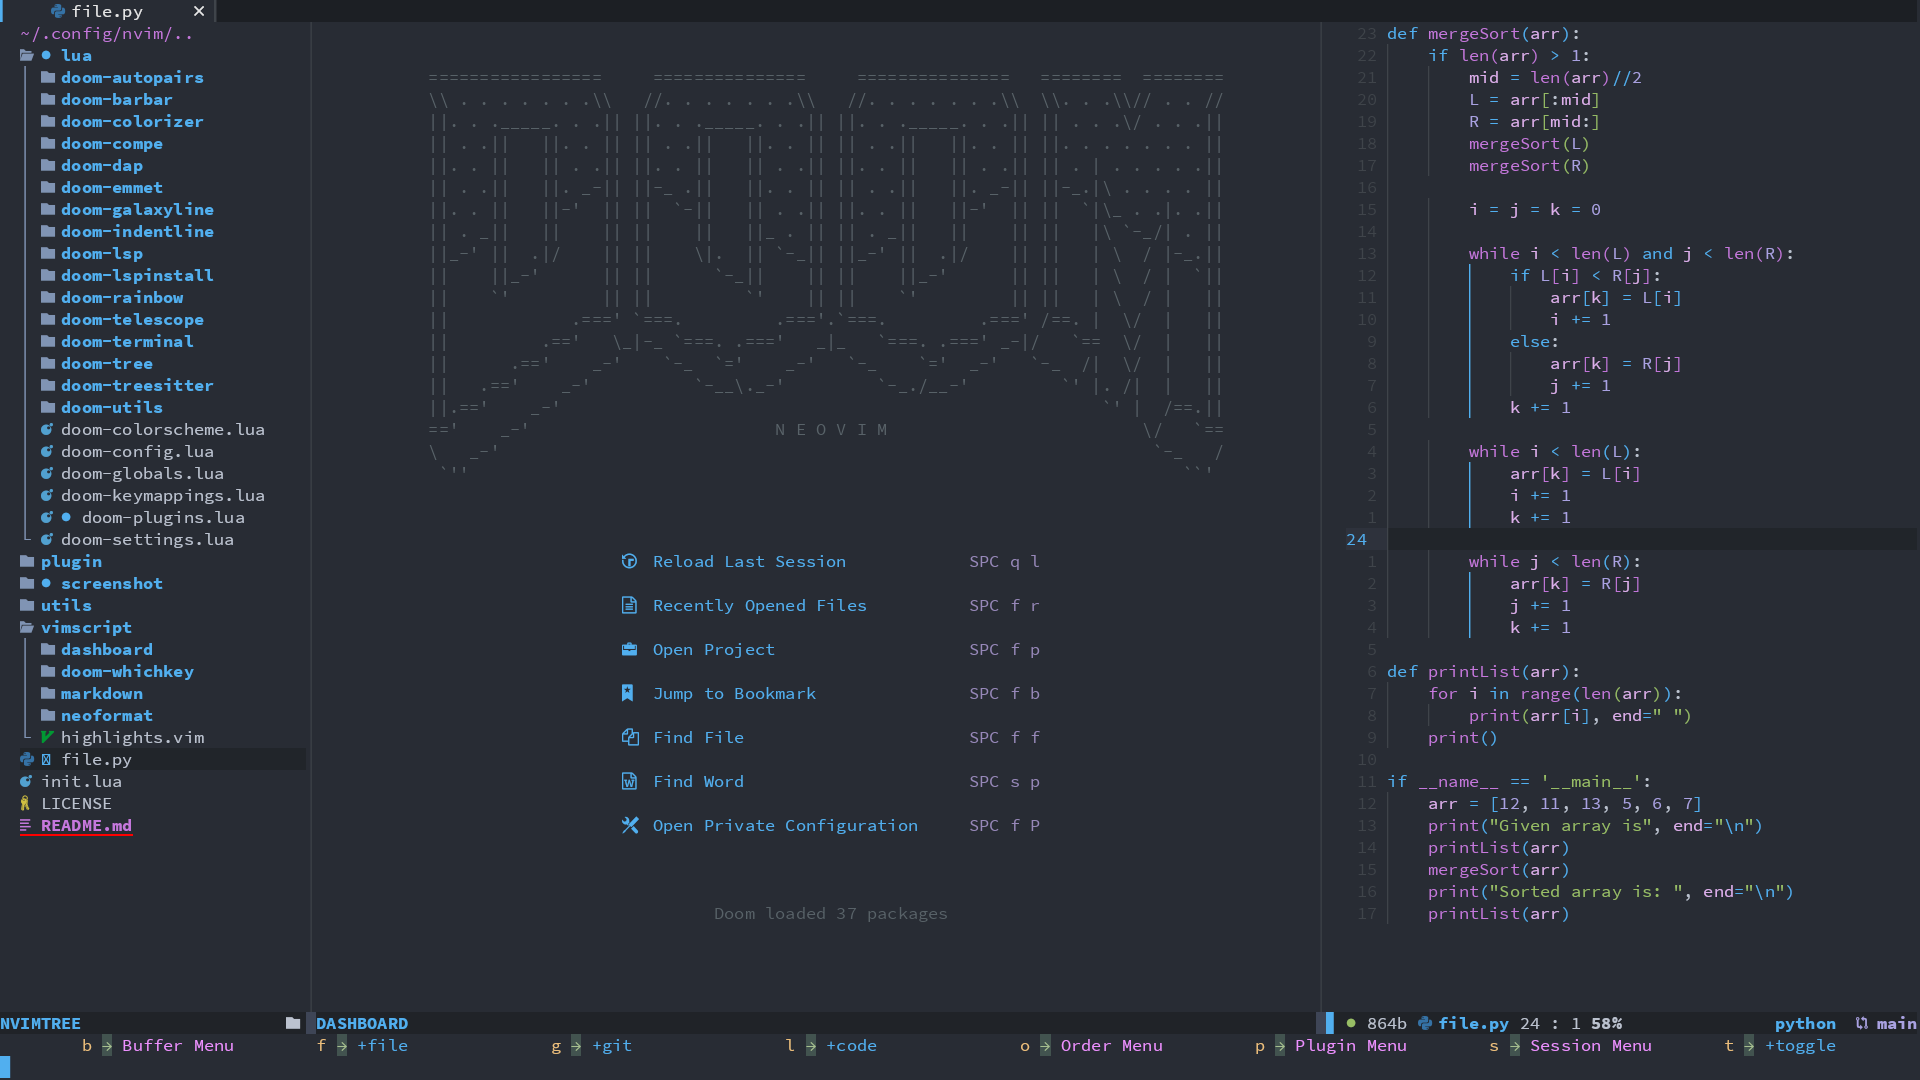 file.py ✕
~/.config/nvim/..
lua
doom-autopairs
doom-barbar
doom-colorizer
doom-compe
doom-dap
doom-emmet
doom-galaxyline
doom-indentline
doom-lsp
doom-lspinstall
doom-rainbow
doom-telescope
doom-terminal
doom-tree
doom-treesitter
doom-utils
doom-colorscheme.lua
doom-config.lua
doom-globals.lua
doom-keymappings.lua
doom-plugins.lua
doom-settings.lua
plugin
screenshot
utils
vimscript
dashboard
doom-whichkey
markdown
neoformat
highlights.vim
file.py
init.lua
LICENSE
README.md
N E O V I M
Reload Last Session SPC q l
Recently Opened Files SPC f r
Open Project SPC f p
Jump to Bookmark SPC f b
Find File SPC f f
Find Word SPC s p
Open Private Configuration SPC f P
Doom loaded 37 packages
23 def mergeSort(arr):
22     if len(arr) > 1:
21         mid = len(arr)//2
20         L = arr[:mid]
19         R = arr[mid:]
18         mergeSort(L)
17         mergeSort(R)
16
15         i = j = k = 0
14
13         while i < len(L) and j < len(R):
12             if L[i] < R[j]:
11                 arr[k] = L[i]
10                 i += 1
9             else:
8                 arr[k] = R[j]
7                 j += 1
6             k += 1
5
4         while i < len(L):
3             arr[k] = L[i]
2             i += 1
1             k += 1
24
1         while j < len(R):
2             arr[k] = R[j]
3             j += 1
4             k += 1
5
6 def printList(arr):
7     for i in range(len(arr)):
8         print(arr[i], end=" ")
9     print()
10
11 if __name__ == '__main__':
12     arr = [12, 11, 13, 5, 6, 7]
13     print("Given array is", end="\n")
14     printList(arr)
15     mergeSort(arr)
16     print("Sorted array is: ", end="\n")
17     printList(arr)
NVIMTREE
DASHBOARD
864b file.py 24 : 1 58% python main
b → Buffer Menu f → +file g → +git l → +code o → Order Menu p → Plugin Menu s → Session Menu t → +toggle